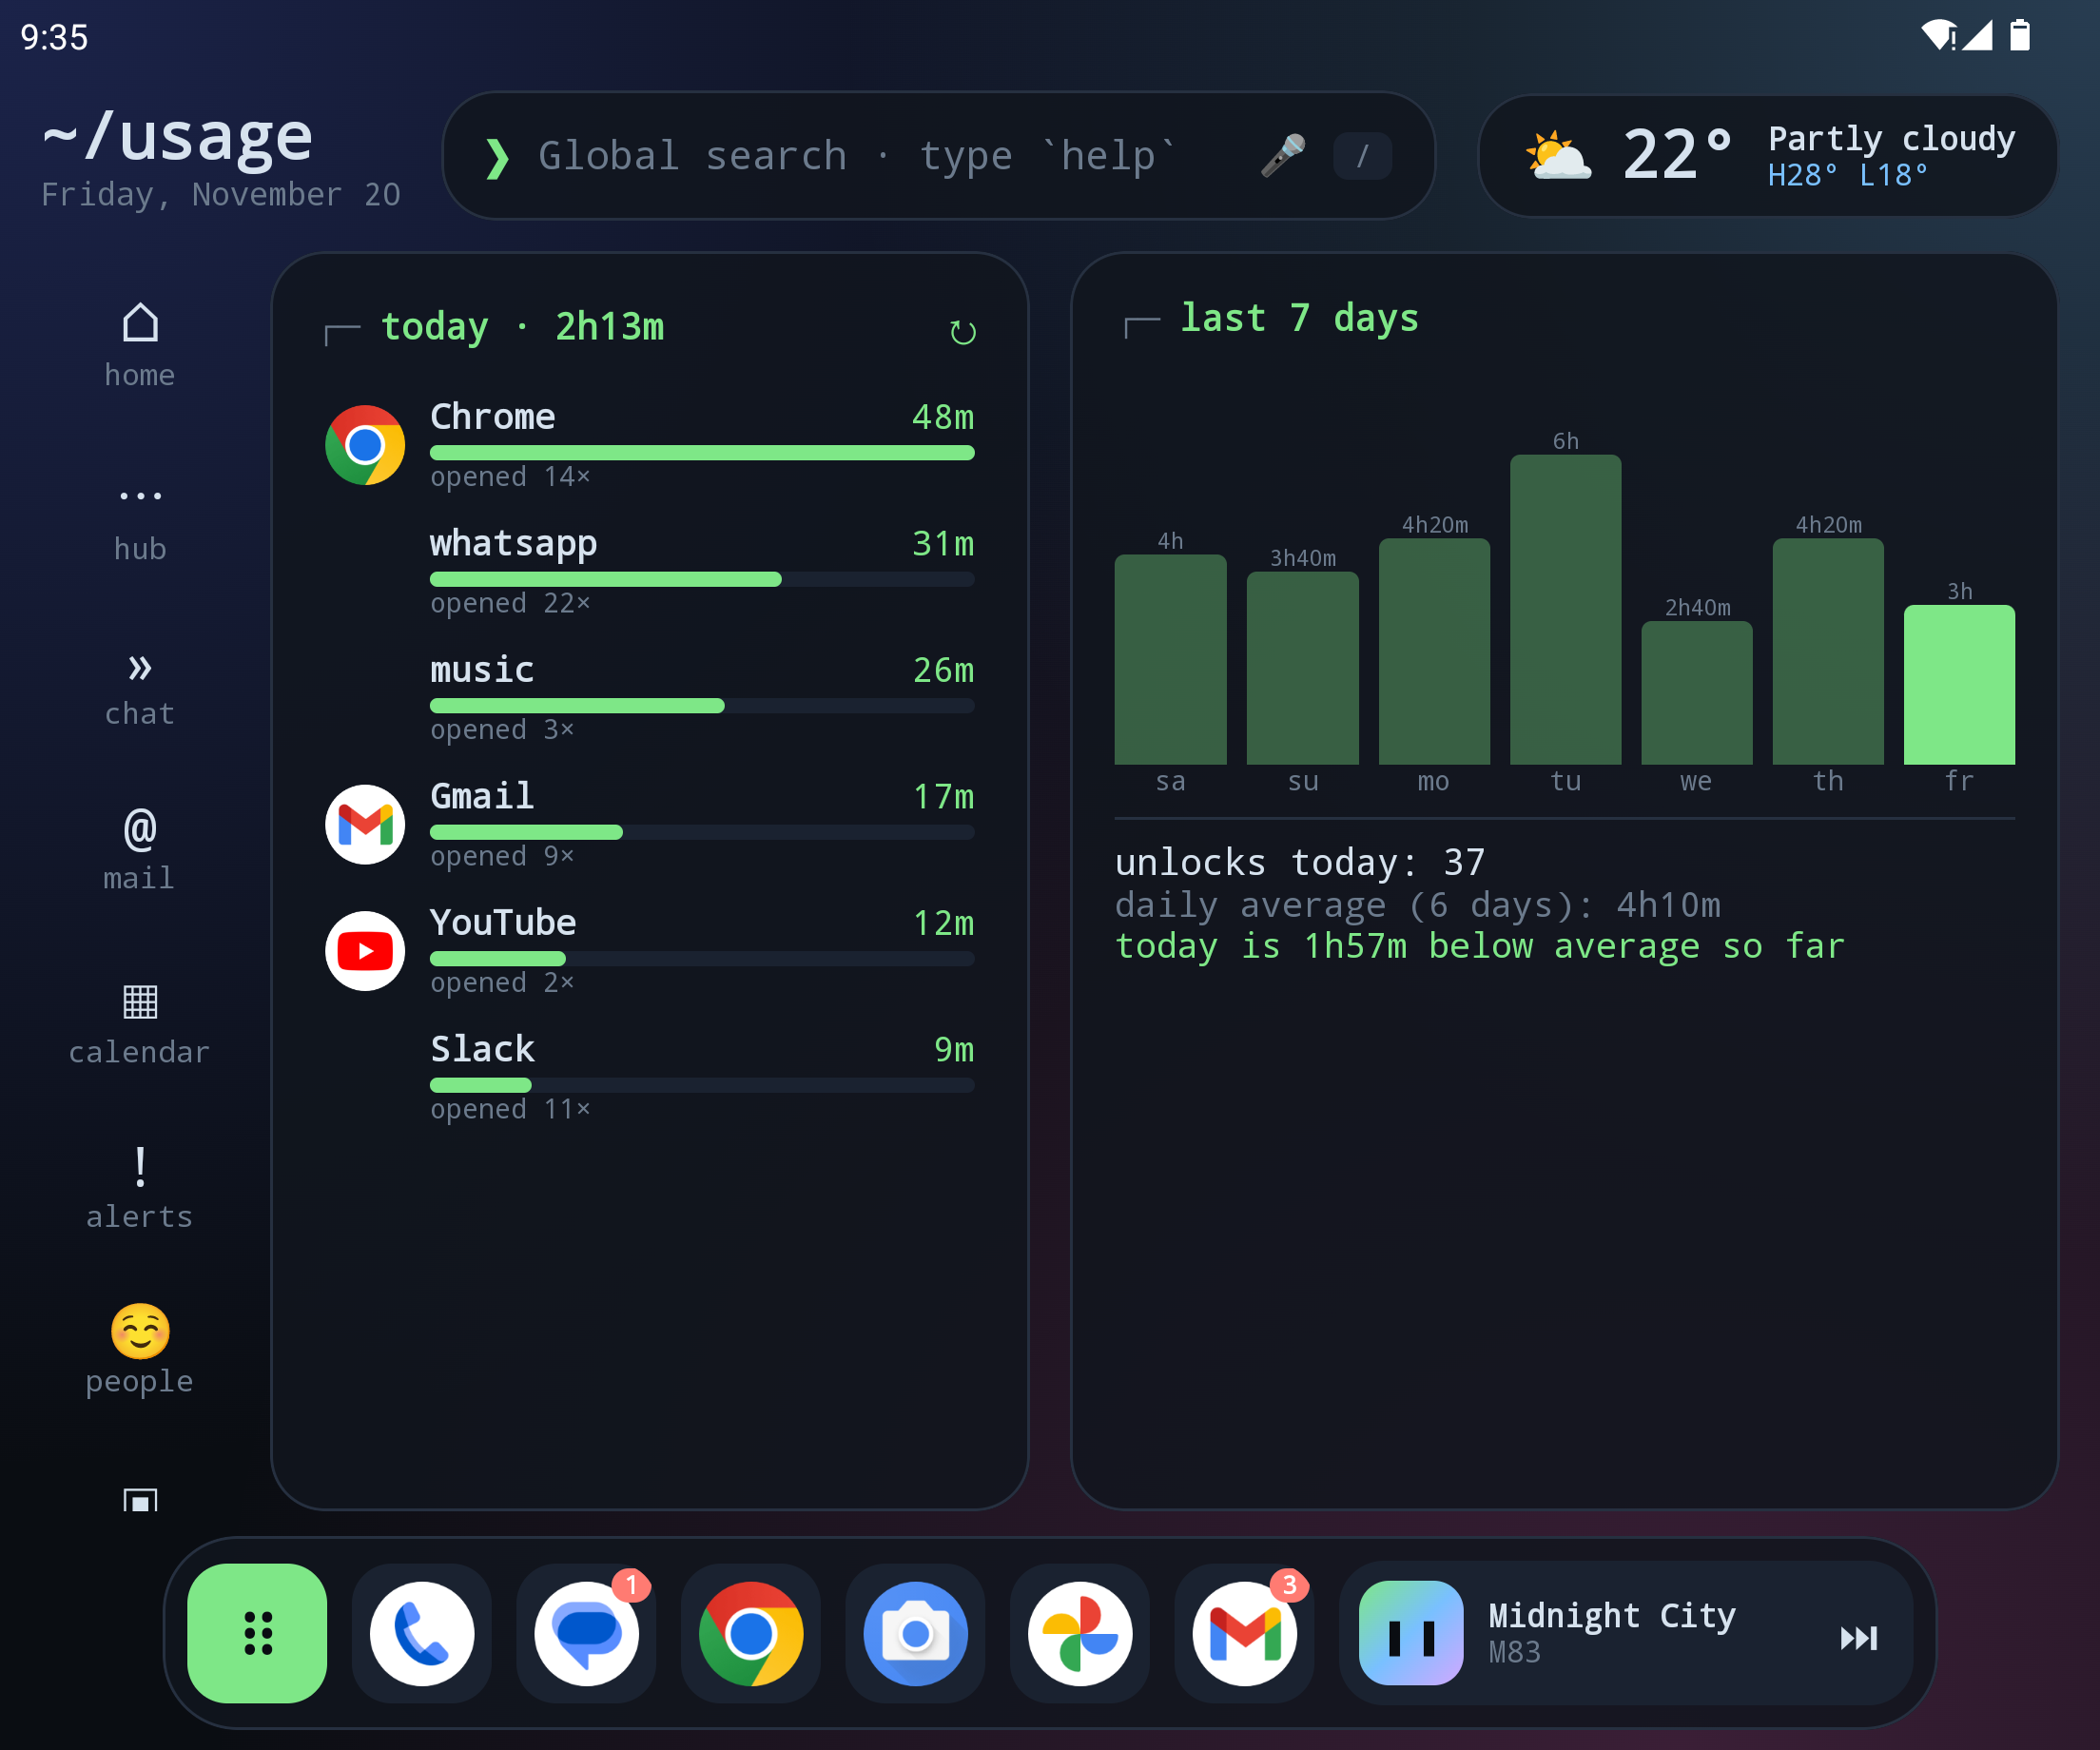 9:35
~/usage
Friday, November 20
❯ Global search · type `help` /
22°
Partly cloudy
H28° L18°
home
hub
» chat
@ mail
calendar
! alerts
people
today · 2h13m
Chrome 48m
opened 14×
whatsapp 31m
opened 22×
music 26m
opened 3×
Gmail 17m
opened 9×
YouTube 12m
opened 2×
Slack 9m
opened 11×
last 7 days
4h 3h40m 4h20m 6h 2h40m 4h20m 3h
sa su mo tu we th fr
unlocks today: 37
daily average (6 days): 4h10m
today is 1h57m below average so far
1
3
Midnight City
M83